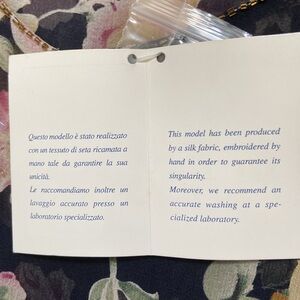 Questo modello è stato realizzato
con un tessuto di seta ricamata a
mano tale da garantire la sua
unicità.
Le raccomandiamo inoltre un
lavaggio accurato presso un
laboratorio specializzato.
This model has been produced
by a silk fabric, embroidered by
hand in order to guarantee its
singularity.
Moreover, we recommend an
accurate washing at a spe-
cialized laboratory.